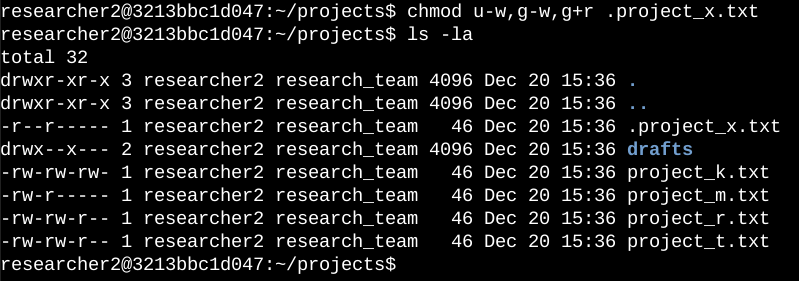 researcher2@3213bbc1d047:~/projects$ chmod u-w,g-w,g+r .project_x.txt
researcher2@3213bbc1d047:~/projects$ ls -la
total 32
drwxr-xr-x 3 researcher2 research_team 4096 Dec 20 15:36 .
drwxr-xr-x 3 researcher2 research_team 4096 Dec 20 15:36 ..
-r--r----- 1 researcher2 research_team   46 Dec 20 15:36 .project_x.txt
drwx--x--- 2 researcher2 research_team 4096 Dec 20 15:36 drafts
-rw-rw-rw- 1 researcher2 research_team   46 Dec 20 15:36 project_k.txt
-rw-r----- 1 researcher2 research_team   46 Dec 20 15:36 project_m.txt
-rw-rw-r-- 1 researcher2 research_team   46 Dec 20 15:36 project_r.txt
-rw-rw-r-- 1 researcher2 research_team   46 Dec 20 15:36 project_t.txt
researcher2@3213bbc1d047:~/projects$